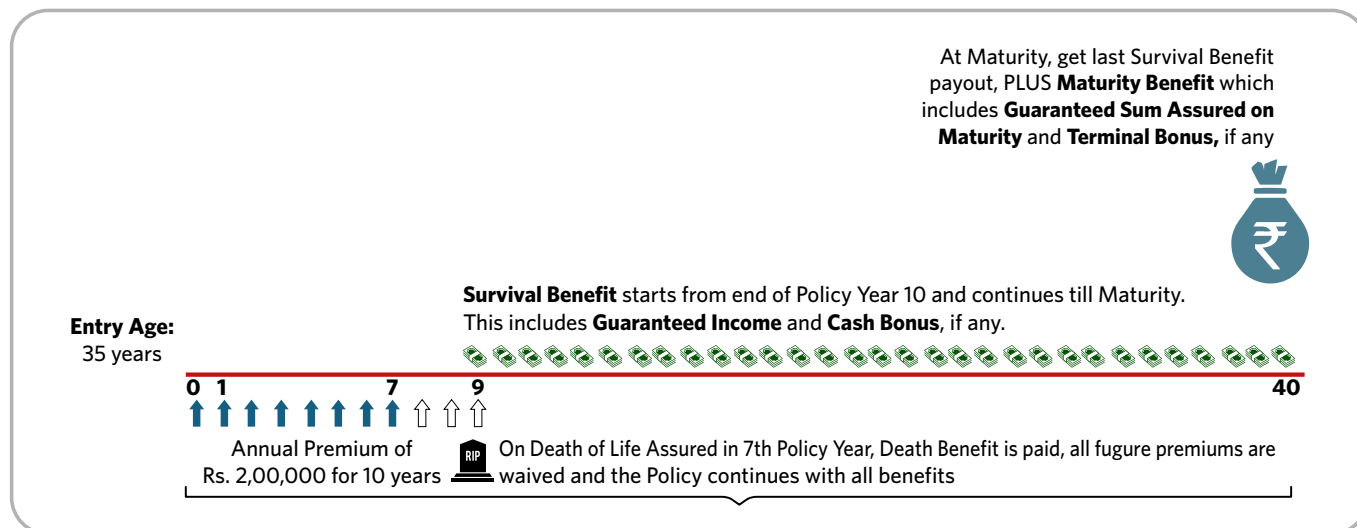 At Maturity, get last Survival Benefit
payout, PLUS Maturity Benefit which
includes Guaranteed Sum Assured on
Maturity and Terminal Bonus, if any
₹
Survival Benefit starts from end of Policy Year 10 and continues till Maturity.
This includes Guaranteed Income and Cash Bonus, if any.
Entry Age:
35 years
0 1 7 9 40
Annual Premium of
Rs. 2,00,000 for 10 years
RIP
On Death of Life Assured in 7th Policy Year, Death Benefit is paid, all fugure premiums are
waived and the Policy continues with all benefits